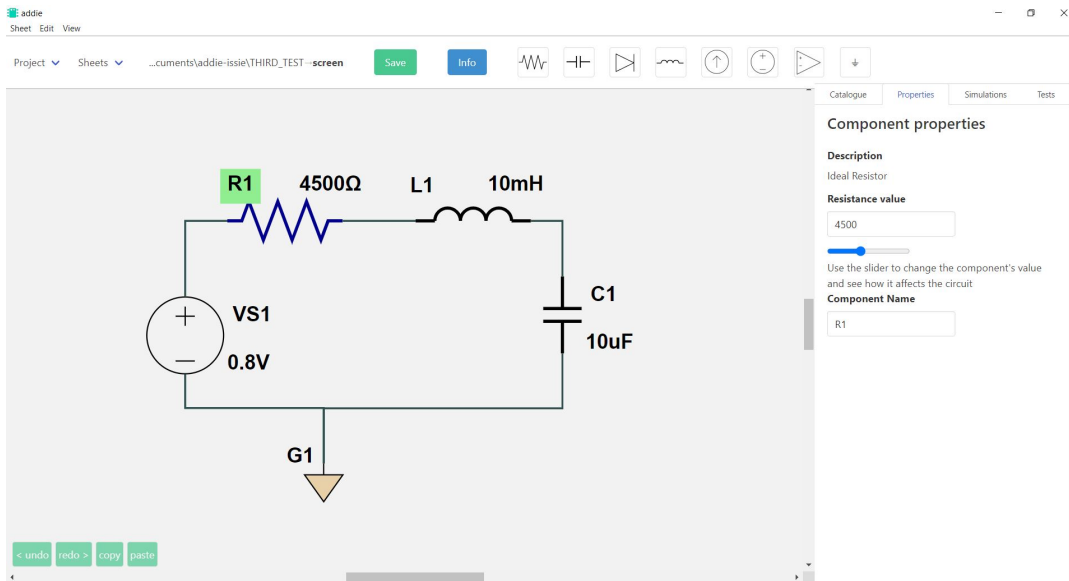 addie
Sheet Edit View
Project Sheets ...cuments\addie-issie\THIRD_TEST→screen Save Info
Catalogue Properties Simulations Tests
Component properties
Description
Ideal Resistor
Resistance value
4500
Use the slider to change the component's value
and see how it affects the circuit
Component Name
R1
R1 4500Ω L1 10mH
C1
10uF
VS1
0.8V
G1
< undo redo > copy paste